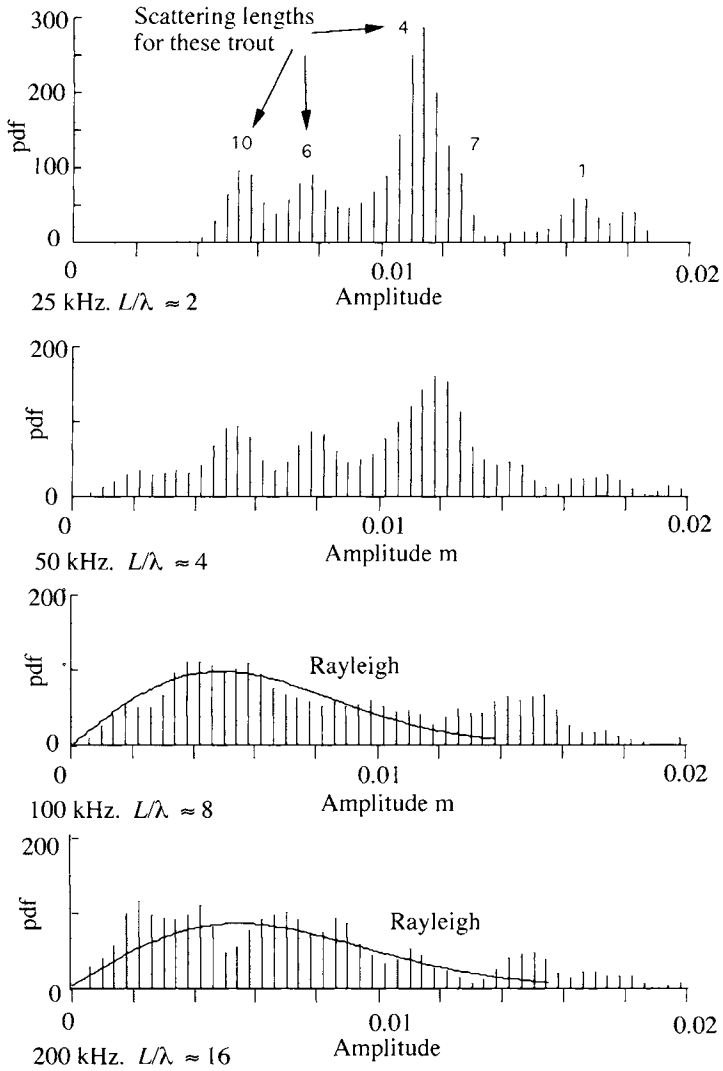 Scattering lengths
for these trout
300
200
100
0
pdf
10
6
4
7
1
0
0.01
0.02
Amplitude
25 kHz. L/λ ≈ 2
200
0
pdf
0
0.01
0.02
Amplitude m
50 kHz. L/λ ≈ 4
200
0
pdf
Rayleigh
0
0.01
0.02
Amplitude m
100 kHz. L/λ ≈ 8
200
0
pdf
Rayleigh
0
0.01
0.02
Amplitude
200 kHz. L/λ ≈ 16